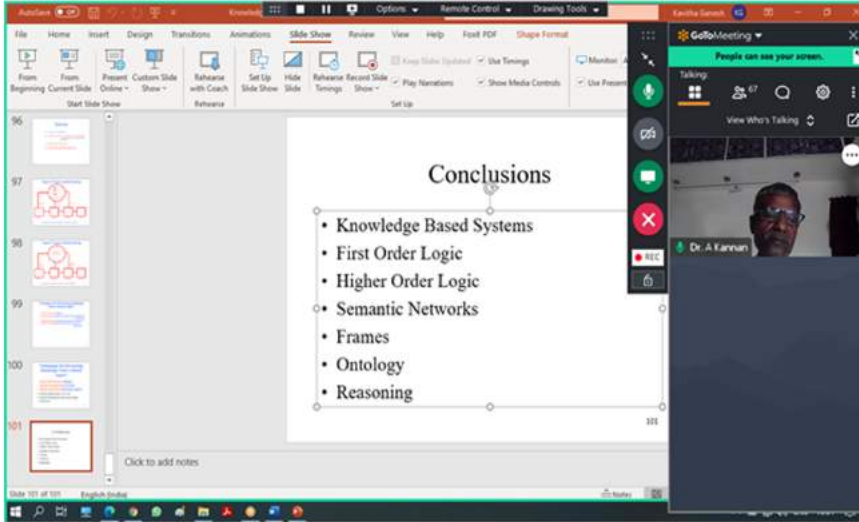 AutoSave Off
Knowled
Options
Remote Control
Drawing Tools
Kavitha Ganesh KG
File Home Insert Design Transitions Animations Slide Show Review View Help Foxit PDF Shape Format
GoToMeeting
People can see your screen.
From Beginning
From Current Slide
Present Online
Custom Slide Show
Rehearse with Coach
Set Up Slide Show
Hide Slide
Rehearse Timings
Record Slide Show
Keep Slides Updated
Use Timings
Play Narrations
Show Media Controls
Monitor
Use Present
Start Slide Show
Rehearse
Set Up
Talking:
67
View Who's Talking
96
97
98
99
100
101
Conclusions
• Knowledge Based Systems
• First Order Logic
• Higher Order Logic
• Semantic Networks
• Frames
• Ontology
• Reasoning
101
REC
Dr. A Kannan
Click to add notes
Slide 101 of 101
English (India)
Notes